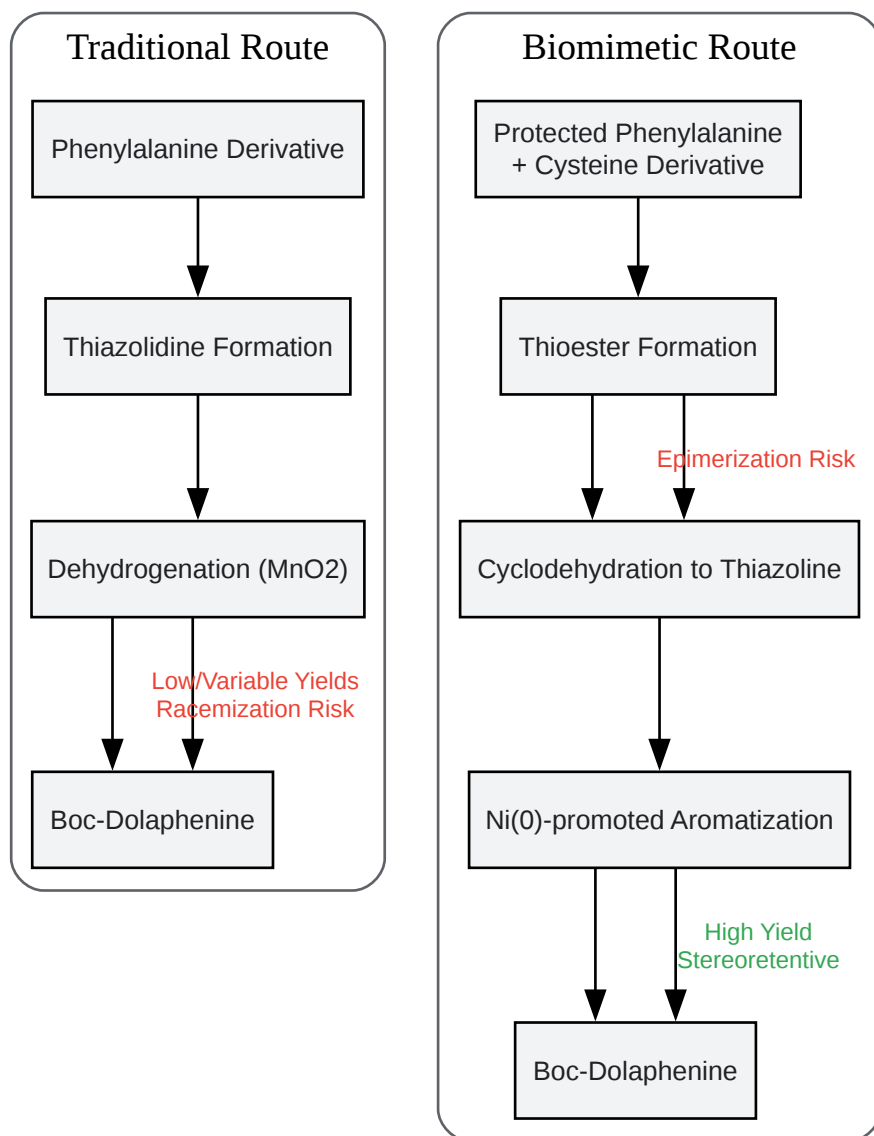 Traditional Route
Phenylalanine Derivative
Thiazolidine Formation
Dehydrogenation (MnO2)
Low/Variable Yields
Racemization Risk
Boc-Dolaphenine
Biomimetic Route
Protected Phenylalanine
+ Cysteine Derivative
Thioester Formation
Epimerization Risk
Cyclodehydration to Thiazoline
Ni(0)-promoted Aromatization
High Yield
Stereoretentive
Boc-Dolaphenine